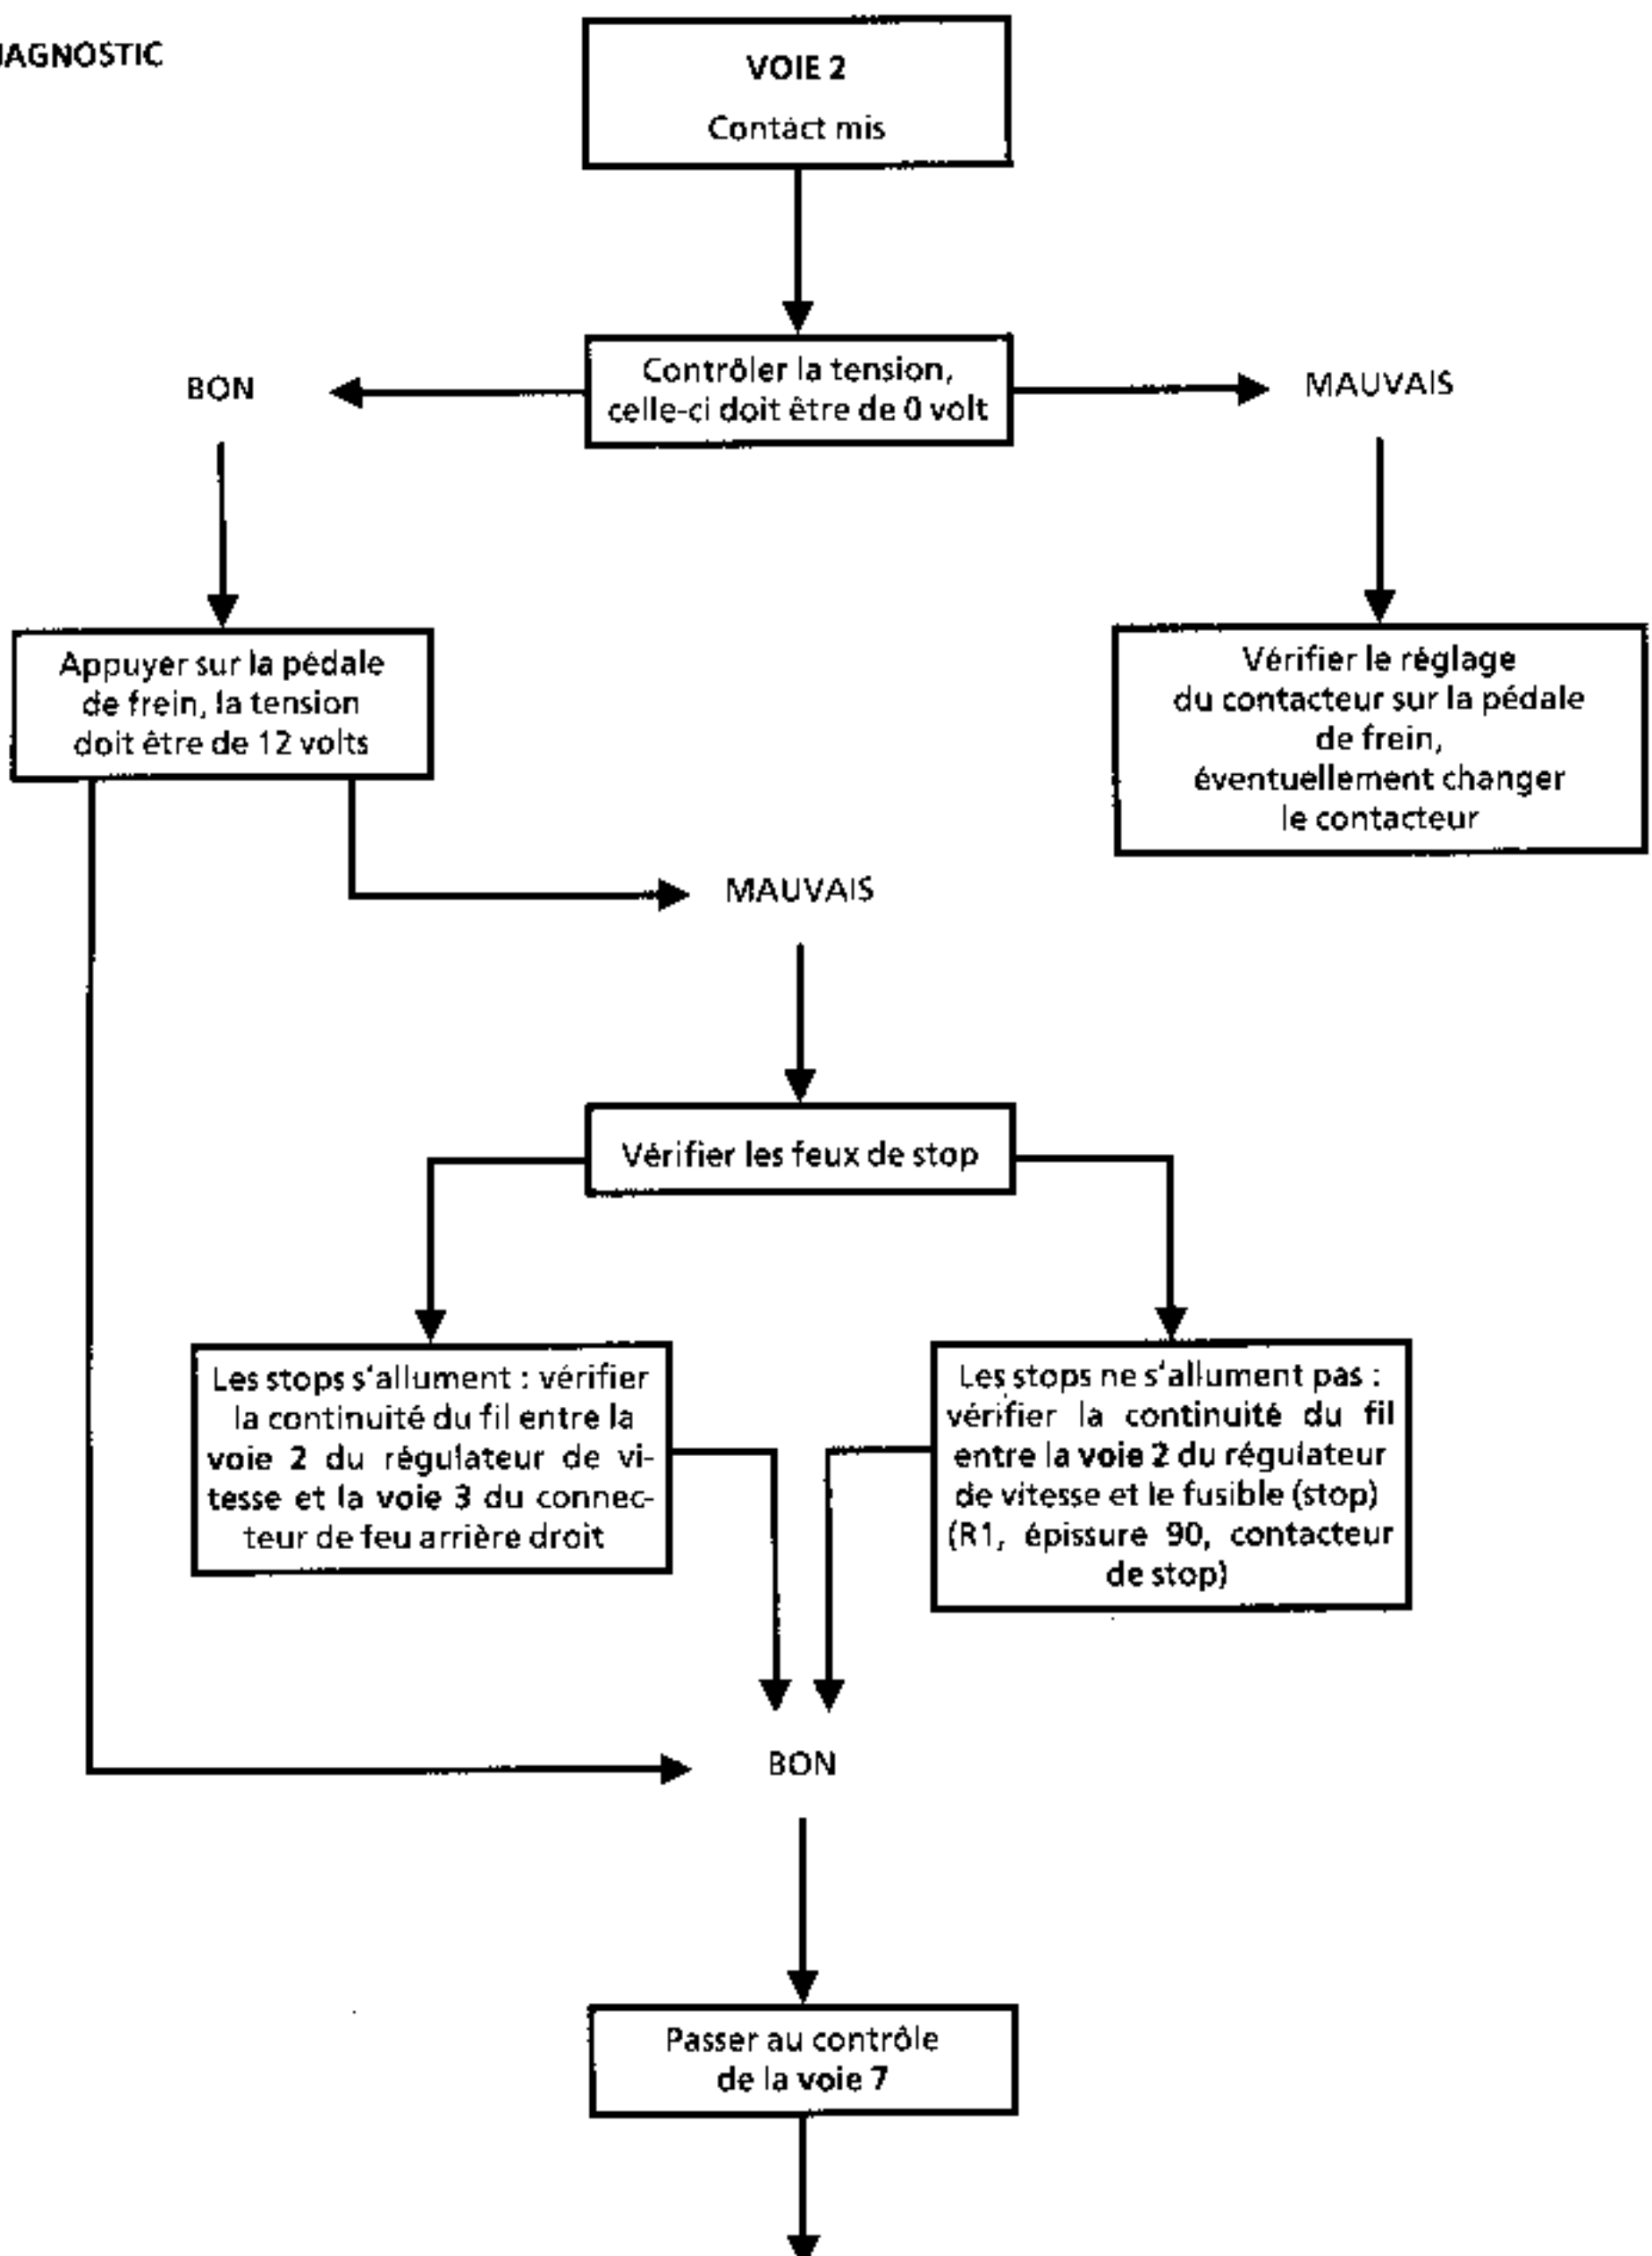 IAGNOSTIC
VOIE 2
Contact mis
Contrôler la tension,
celle-ci doit être de 0 volt
BON
MAUVAIS
Appuyer sur la pédale
de frein, la tension
doit être de 12 volts
Vérifier le réglage
du contacteur sur la pédale
de frein,
éventuellement changer
le contacteur
MAUVAIS
Vérifier les feux de stop
Les stops s'allument : vérifier
la continuité du fil entre la
voie 2 du régulateur de vi-
tesse et la voie 3 du connec-
teur de feu arrière droit
Les stops ne s'allument pas :
vérifier la continuité du fil
entre la voie 2 du régulateur
de vitesse et le fusible (stop)
(R1, épissure 90, contacteur
de stop)
BON
Passer au contrôle
de la voie 7